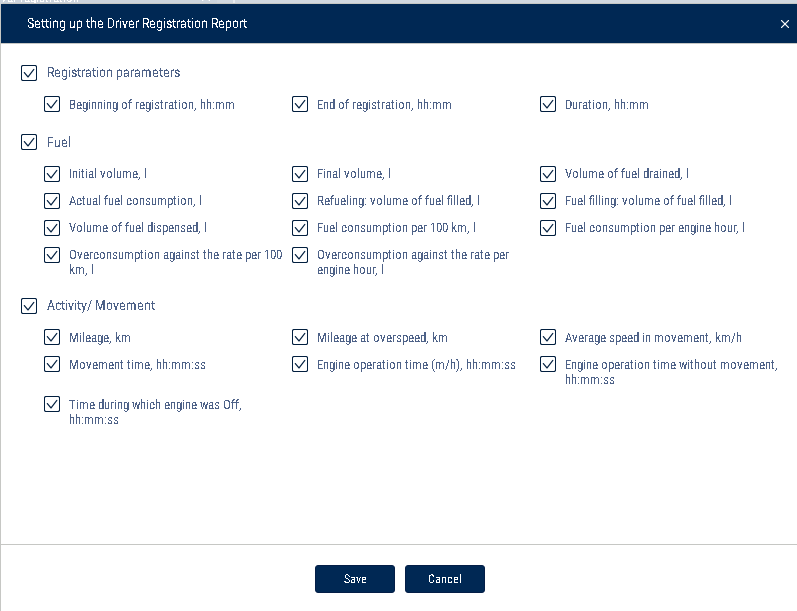 Setting up the Driver Registration Report
Registration parameters
Beginning of registration, hh:mm
End of registration, hh:mm
Duration, hh:mm
Fuel
Initial volume, l
Final volume, l
Volume of fuel drained, l
Actual fuel consumption, l
Refueling: volume of fuel filled, l
Fuel filling: volume of fuel filled, l
Volume of fuel dispensed, l
Fuel consumption per 100 km, l
Fuel consumption per engine hour, l
Overconsumption against the rate per 100
km, l
Overconsumption against the rate per
engine hour, l
Activity/ Movement
Mileage, km
Mileage at overspeed, km
Average speed in movement, km/h
Movement time, hh:mm:ss
Engine operation time (m/h), hh:mm:ss
Engine operation time without movement,
hh:mm:ss
Time during which engine was Off,
hh:mm:ss
Save
Cancel